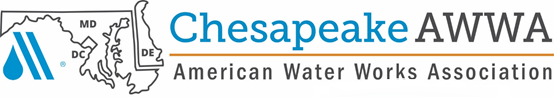 MD
DC
DE
®
Chesapeake AWWA
American Water Works Association